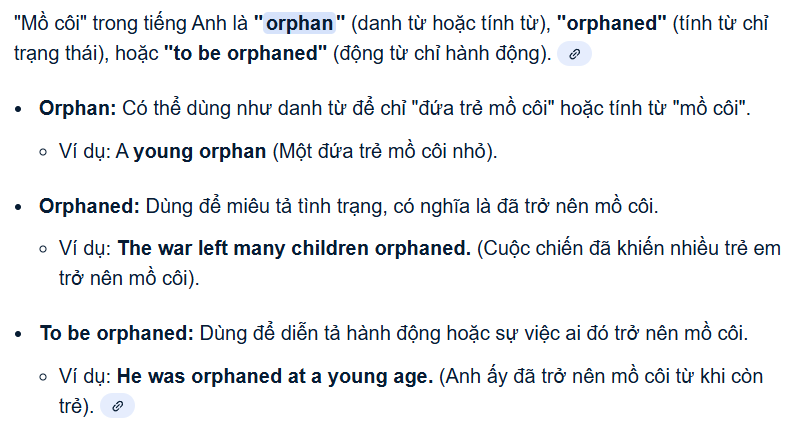 "Mồ côi" trong tiếng Anh là "orphan" (danh từ hoặc tính từ), "orphaned" (tính từ chỉ
trạng thái), hoặc "to be orphaned" (động từ chỉ hành động).
• Orphan: Có thể dùng như danh từ để chỉ "đứa trẻ mồ côi" hoặc tính từ "mồ côi".
◦ Ví dụ: A young orphan (Một đứa trẻ mồ côi nhỏ).
• Orphaned: Dùng để miêu tả tình trạng, có nghĩa là đã trở nên mồ côi.
◦ Ví dụ: The war left many children orphaned. (Cuộc chiến đã khiến nhiều trẻ em
trở nên mồ côi).
• To be orphaned: Dùng để diễn tả hành động hoặc sự việc ai đó trở nên mồ côi.
◦ Ví dụ: He was orphaned at a young age. (Anh ấy đã trở nên mồ côi từ khi còn
trẻ).